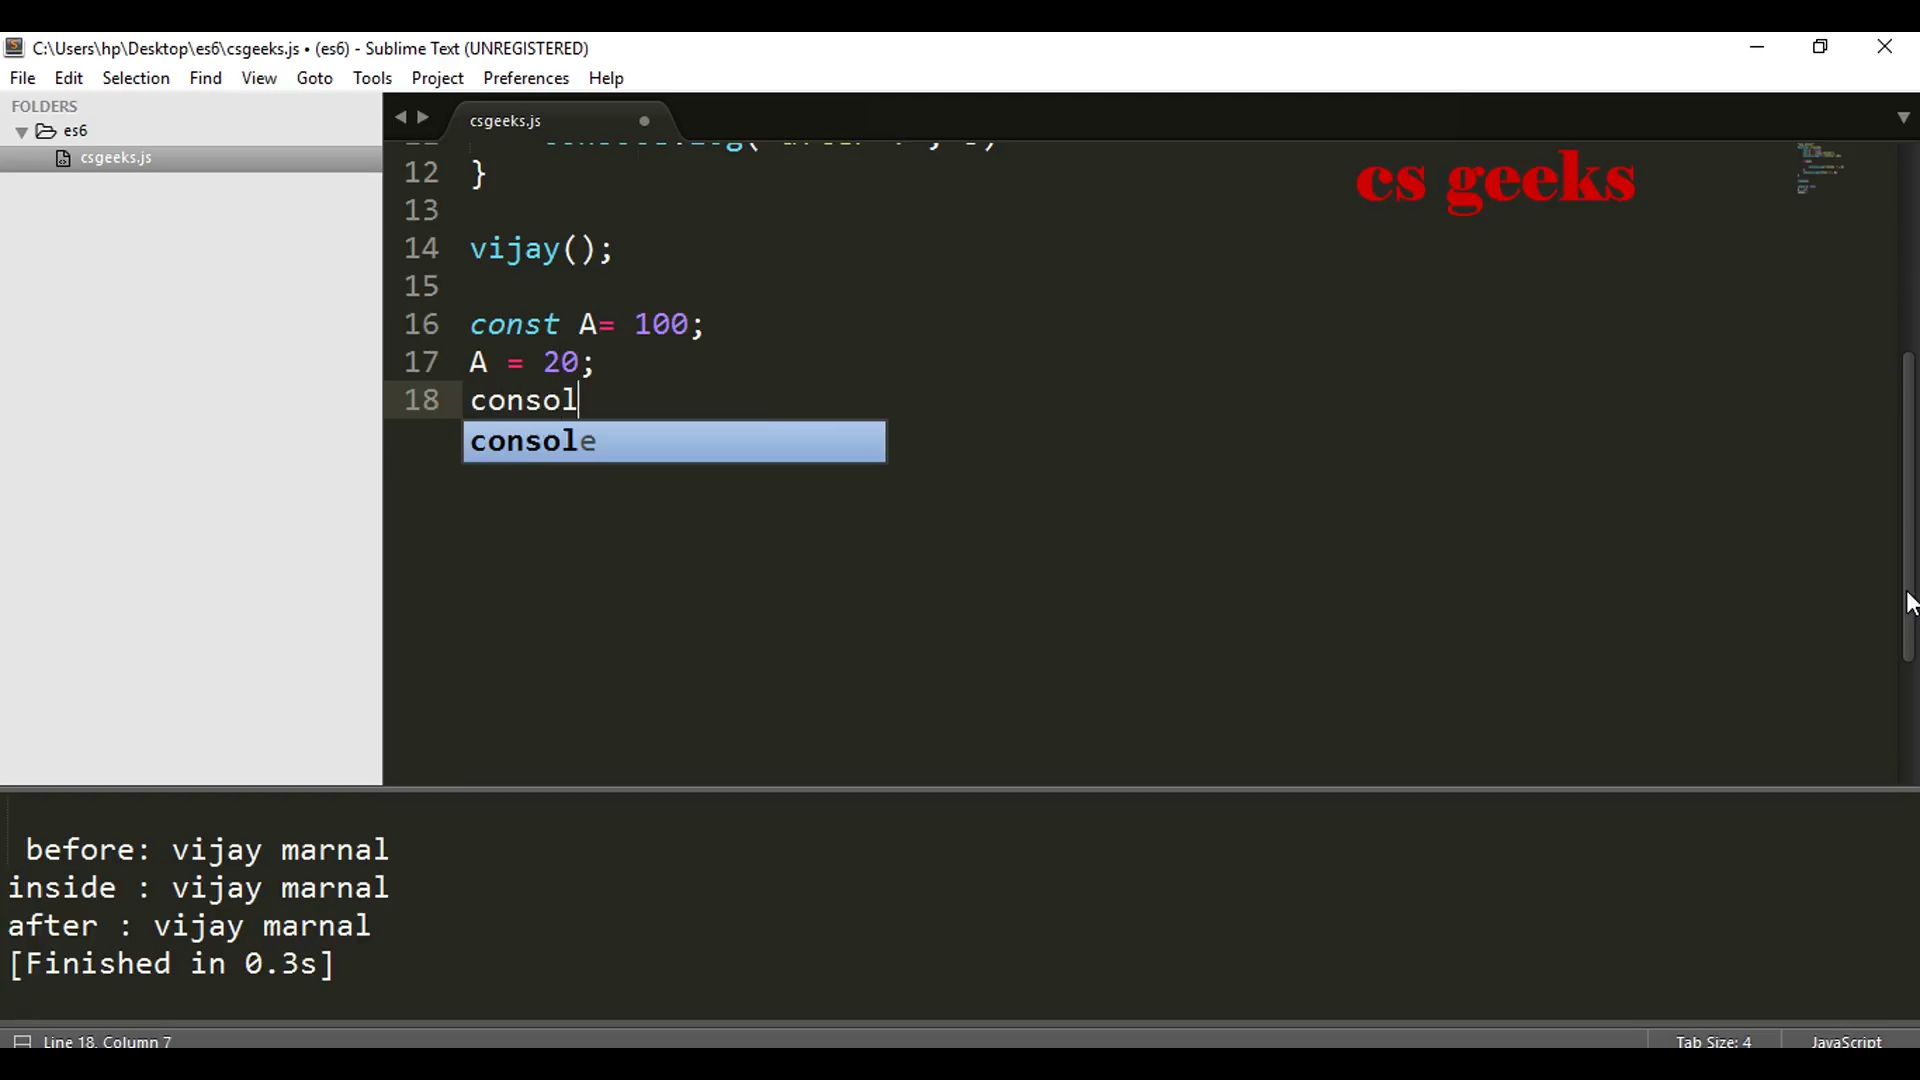 C:\Users\hp\Desktop\es6\csgeeks.js • (es6) - Sublime Text (UNREGISTERED)
File Edit Selection Find View Goto Tools Project Preferences Help
FOLDERS
es6
csgeeks.js
csgeeks.js
cs geeks
12 }
13
14 vijay();
15
16 const A= 100;
17 A = 20;
18 consol
console
before: vijay marnal
inside : vijay marnal
after : vijay marnal
[Finished in 0.3s]
Line 18, Column 7
Tab Size: 4
JavaScript